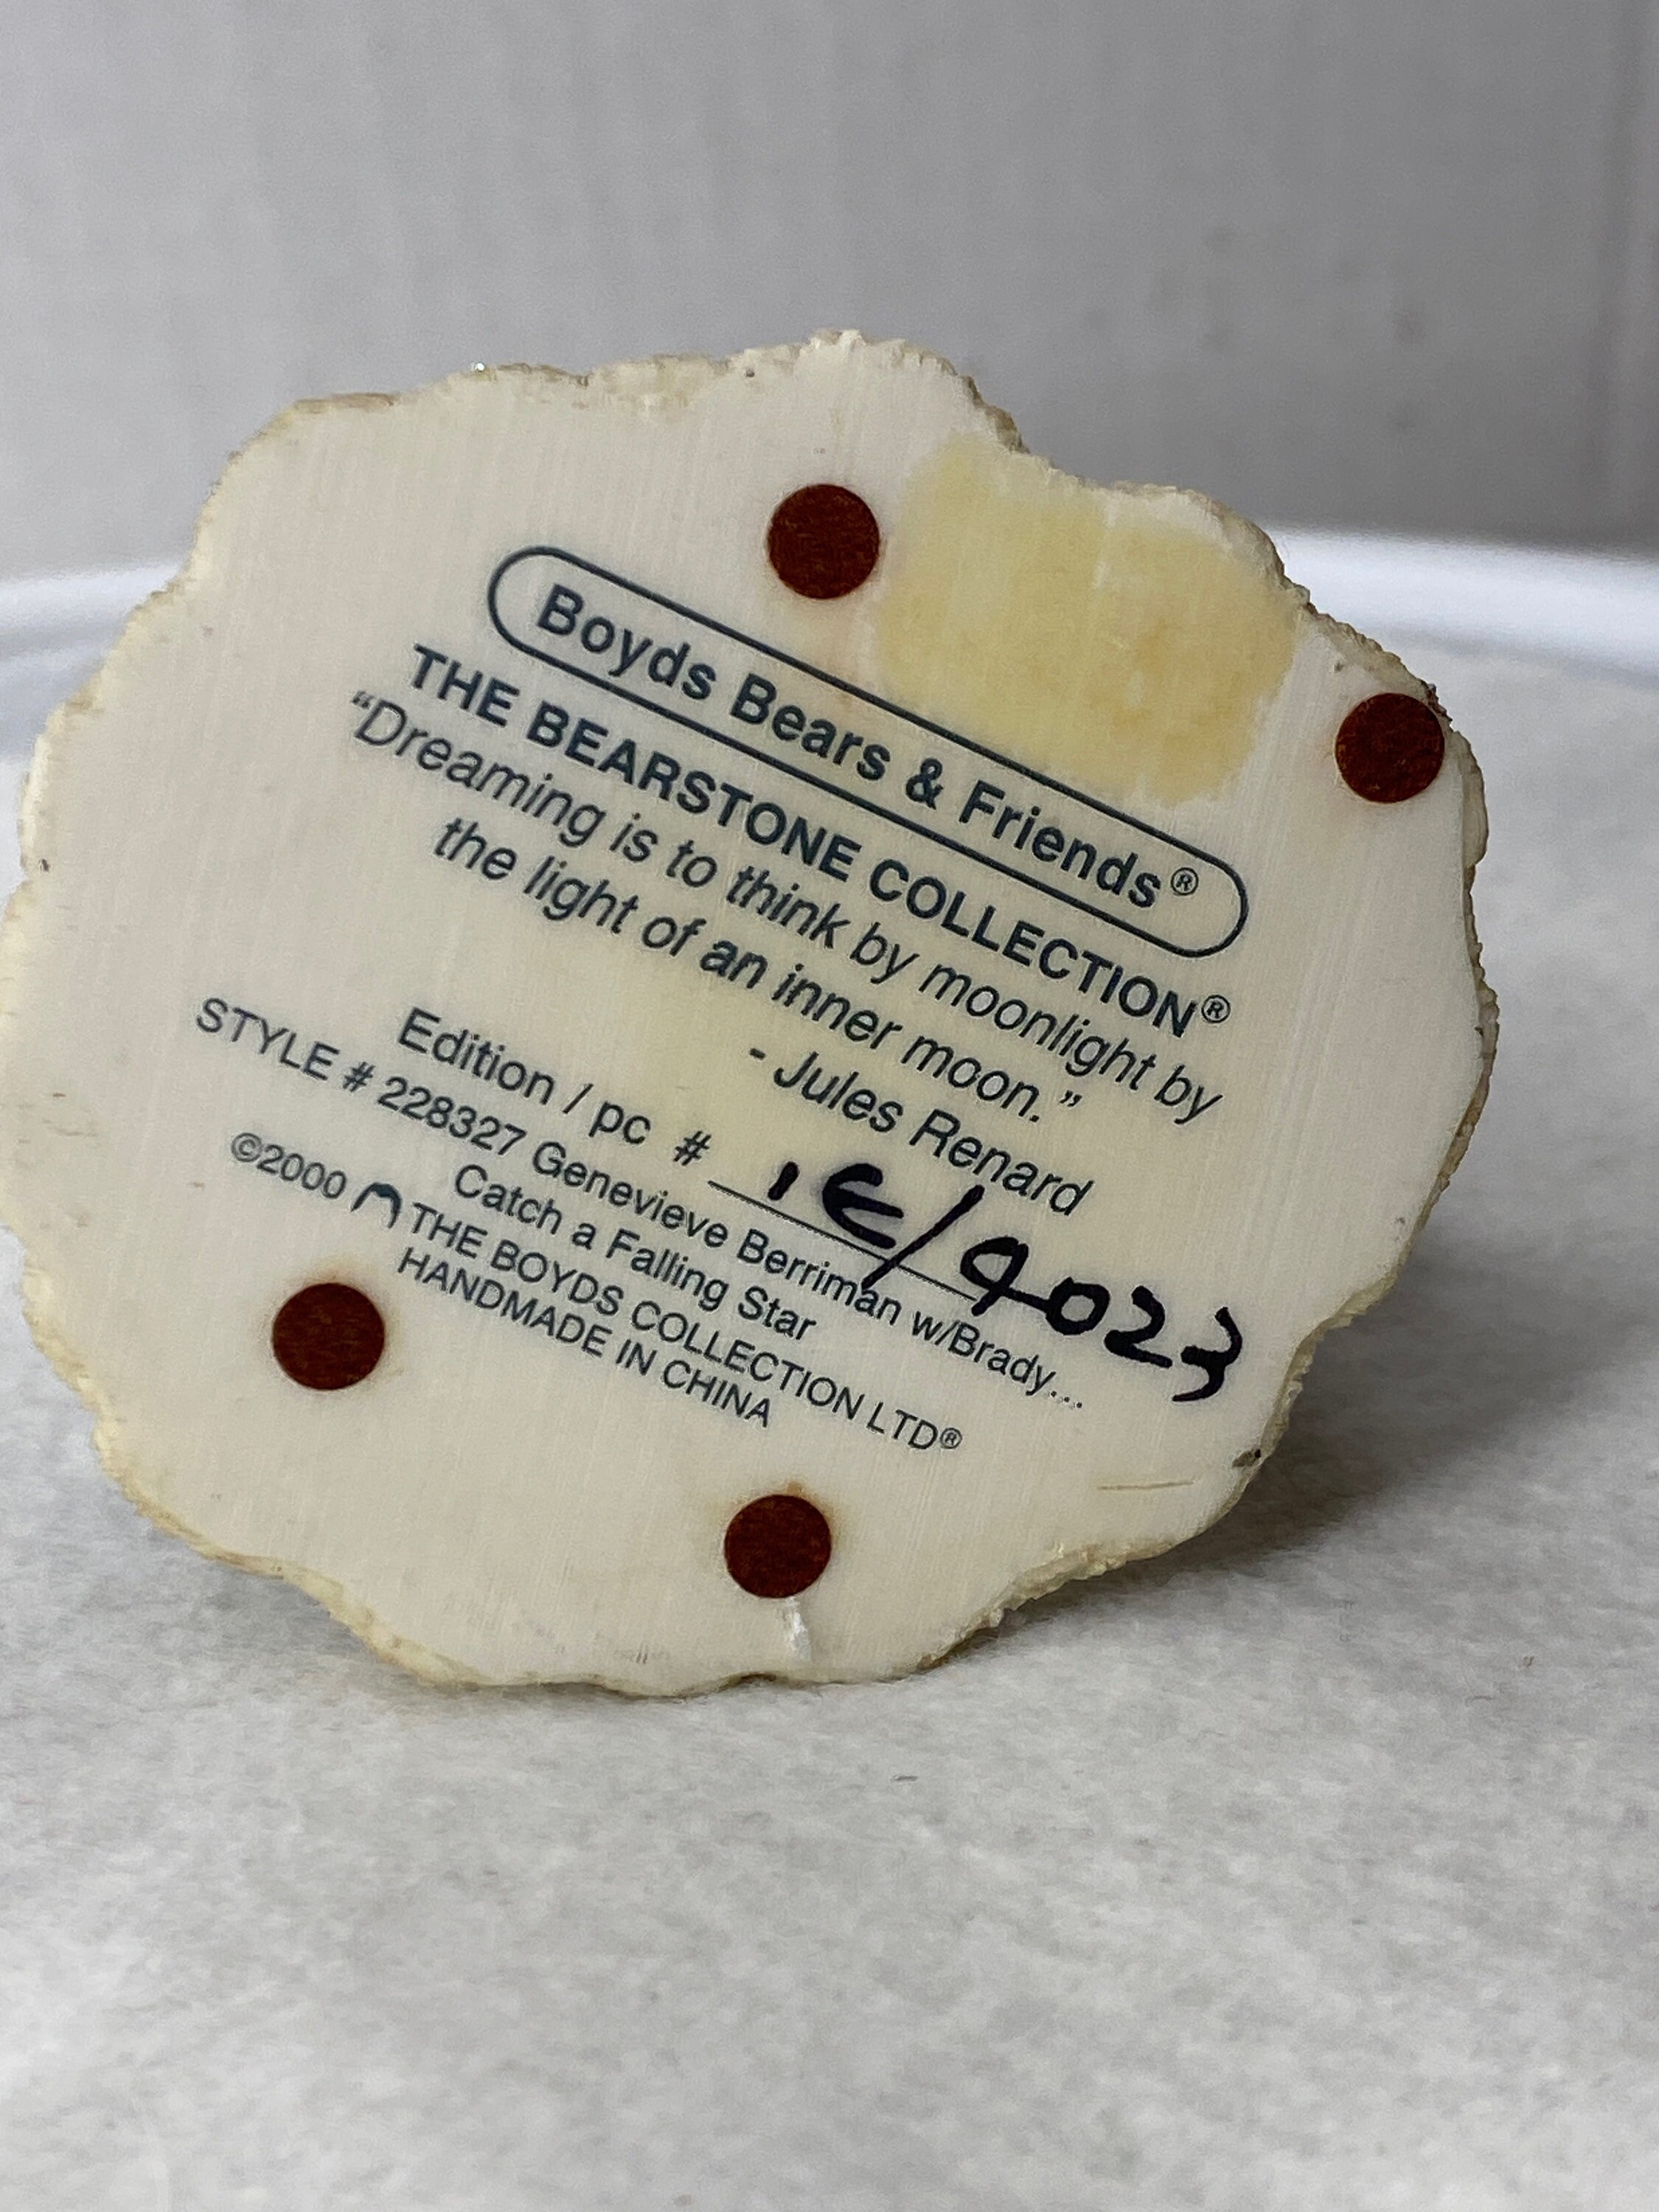 Boyds Bears & Friends®
THE BEARSTONE COLLECTION®
“Dreaming is to think by moonlight by
the light of an inner moon.”
- Jules Renard
Edition / pc # 1E/9023
STYLE # 228327 Genevieve Berriman w/Brady...
Catch a Falling Star
©2000 THE BOYDS COLLECTION LTD®
HANDMADE IN CHINA